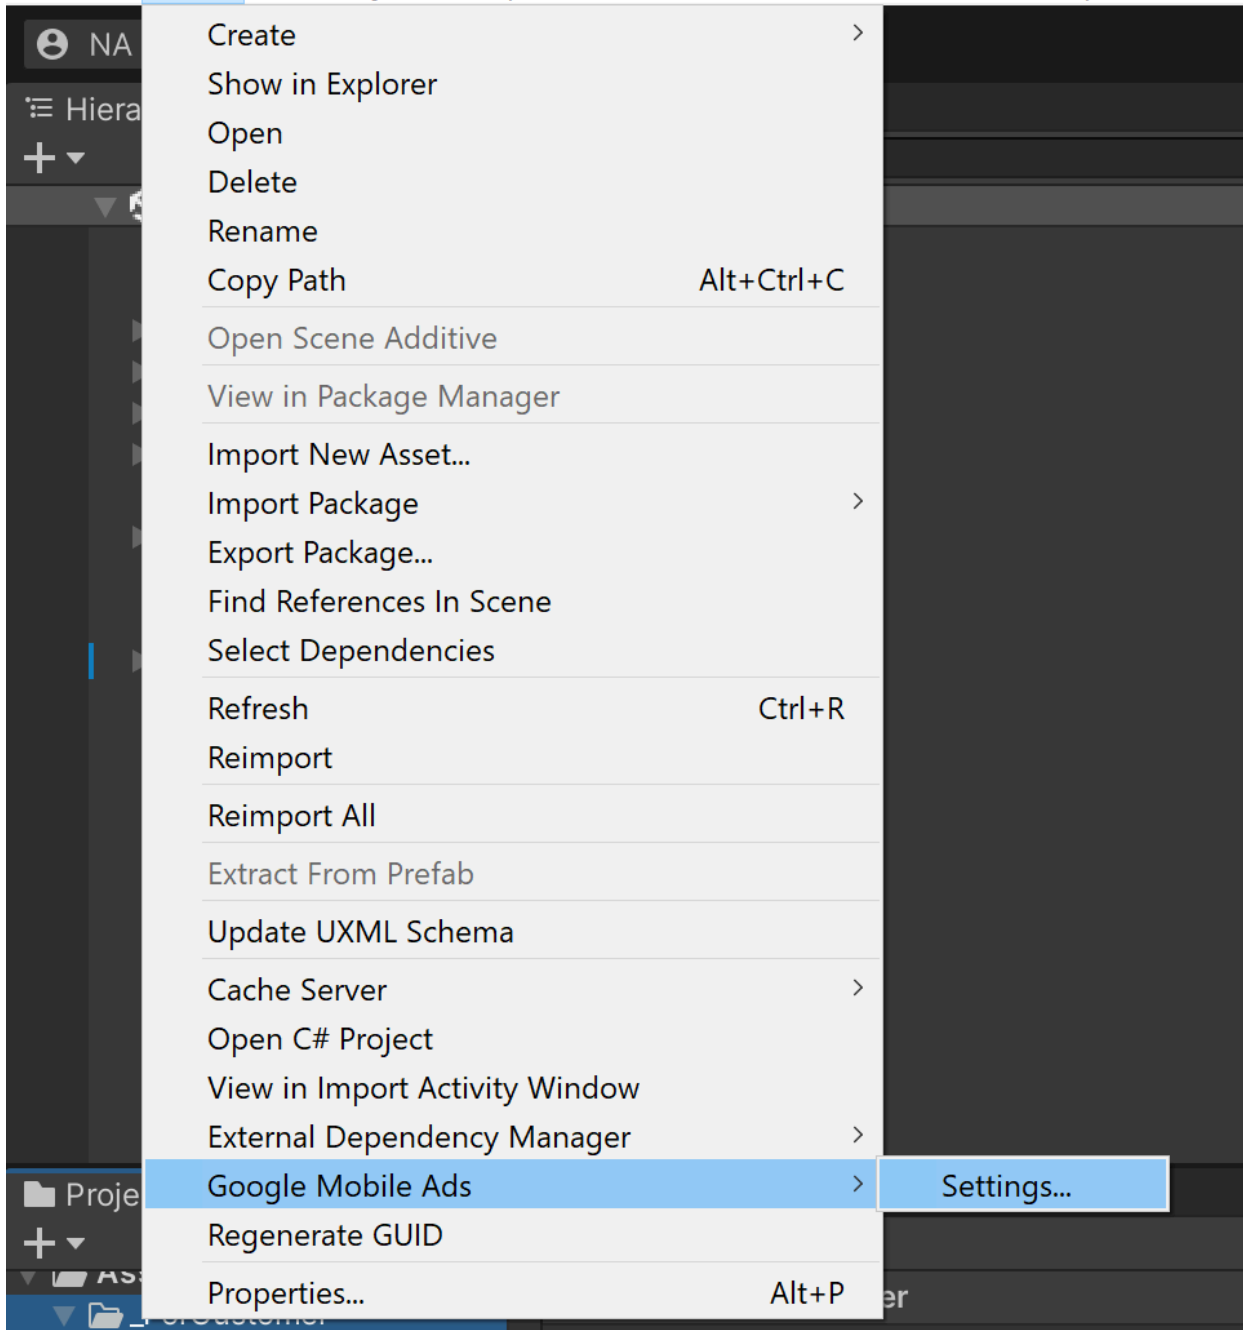 NA
Hiera
Create
Show in Explorer
Open
Delete
Rename
Copy Path Alt+Ctrl+C
Open Scene Additive
View in Package Manager
Import New Asset...
Import Package
Export Package...
Find References In Scene
Select Dependencies
Refresh Ctrl+R
Reimport
Reimport All
Extract From Prefab
Update UXML Schema
Cache Server
Open C# Project
View in Import Activity Window
External Dependency Manager
Google Mobile Ads
Settings...
Regenerate GUID
Properties... Alt+P
Proje
Ass
er